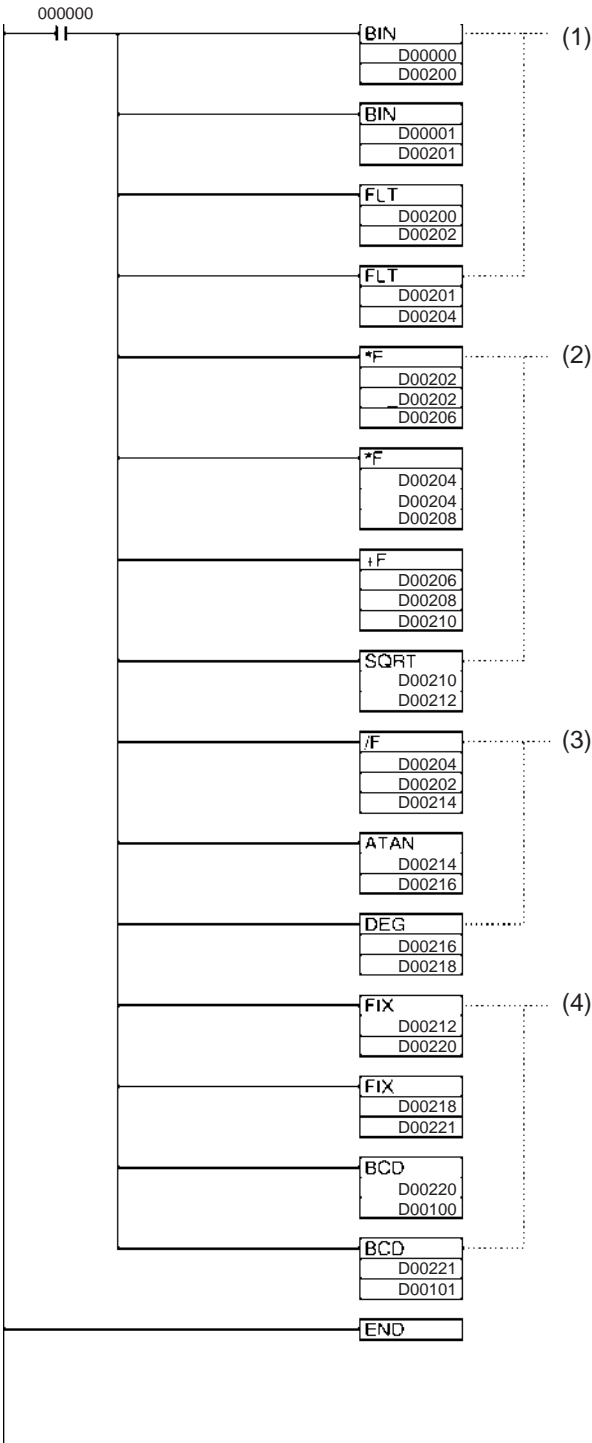 000000
BIN
(1)
D00000
D00200
BIN
D00001
D00201
FLT
D00200
D00202
FLT
D00201
D00204
*F
(2)
D00202
_D00202
D00206
*F
D00204
D00204
D00208
+F
D00206
D00208
D00210
SQRT
D00210
D00212
/F
(3)
D00204
D00202
D00214
ATAN
D00214
D00216
DEG
D00216
D00218
FIX
(4)
D00212
D00220
FIX
D00218
D00221
BCD
D00220
D00100
BCD
D00221
D00101
END